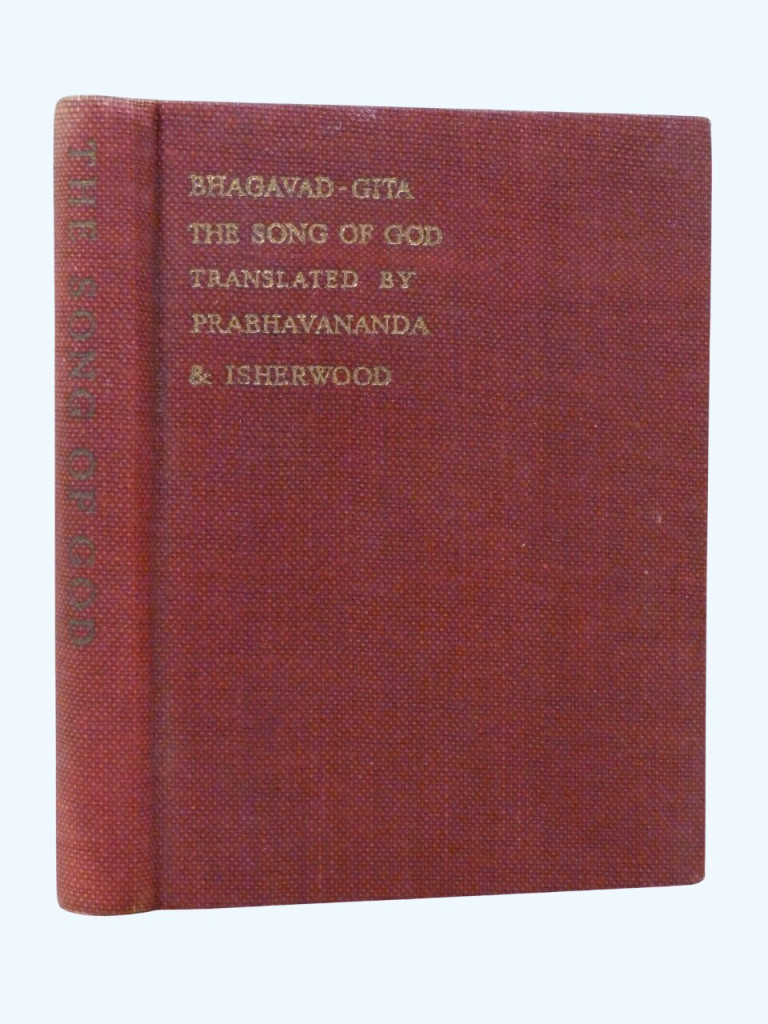 THE SONG OF GOD
BHAGAVAD-GITA
THE SONG OF GOD
TRANSLATED BY
PRABHAVANANDA
& ISHERWOOD